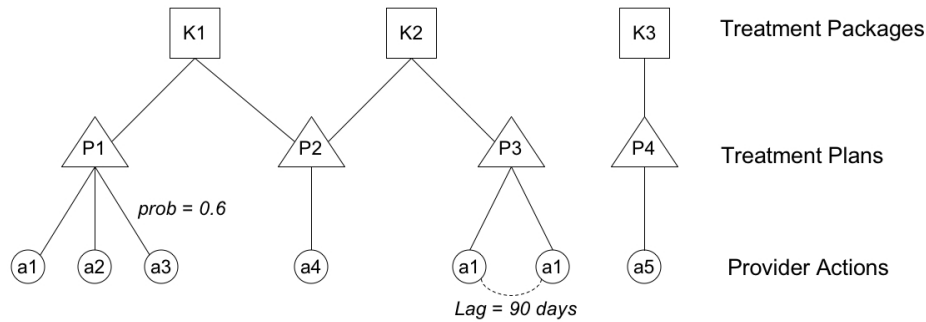 K1
K2
K3
Treatment Packages
P1
P2
P3
P4
Treatment Plans
prob = 0.6
a1
a2
a3
a4
a1
a1
a5
Provider Actions
Lag = 90 days